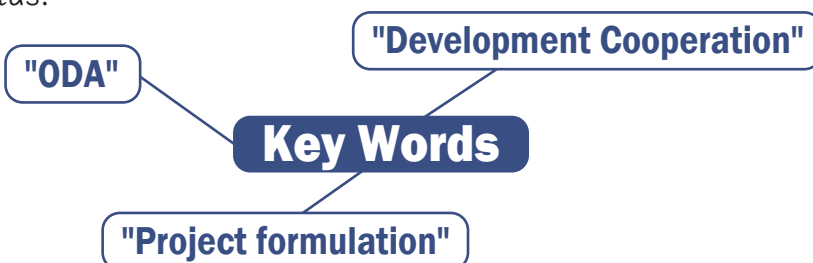 "Development Cooperation"
"ODA"
Key Words
"Project formulation"